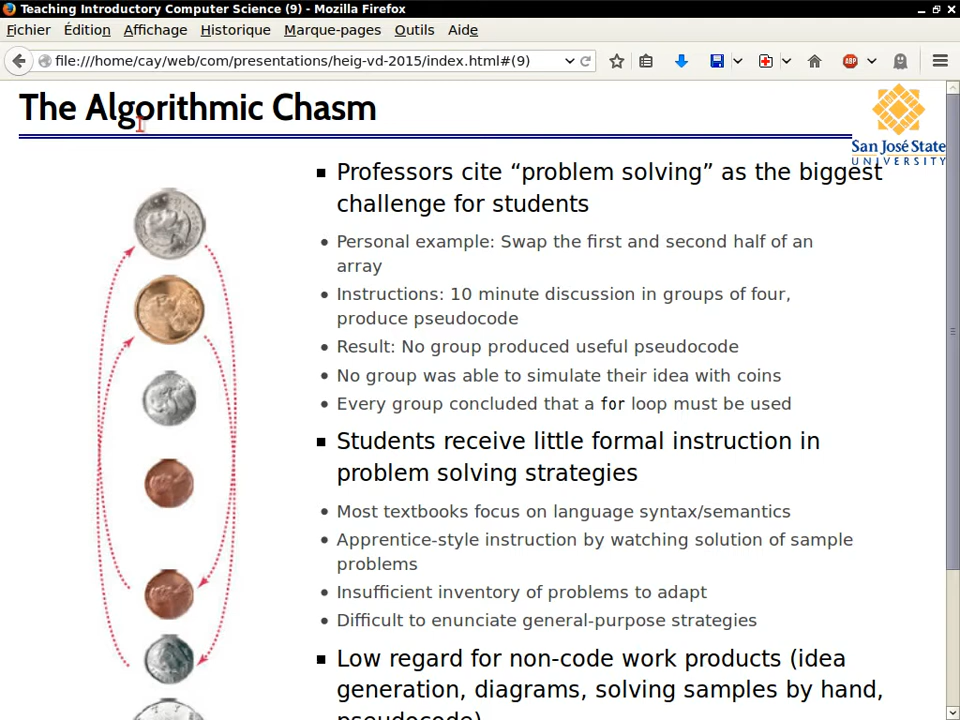 Teaching Introductory Computer Science (9) - Mozilla Firefox
Fichier Édition Affichage Historique Marque-pages Outils Aide
file:///home/cay/web/com/presentations/heig-vd-2015/index.html#(9)
ABP
The Algorithmic Chasm
San José State
UNIVERSITY
Professors cite “problem solving” as the biggest
challenge for students
Personal example: Swap the first and second half of an
array
Instructions: 10 minute discussion in groups of four,
produce pseudocode
Result: No group produced useful pseudocode
No group was able to simulate their idea with coins
Every group concluded that a for loop must be used
Students receive little formal instruction in
problem solving strategies
Most textbooks focus on language syntax/semantics
Apprentice-style instruction by watching solution of sample
problems
Insufficient inventory of problems to adapt
Difficult to enunciate general-purpose strategies
Low regard for non-code work products (idea
generation, diagrams, solving samples by hand,
pseudocode)